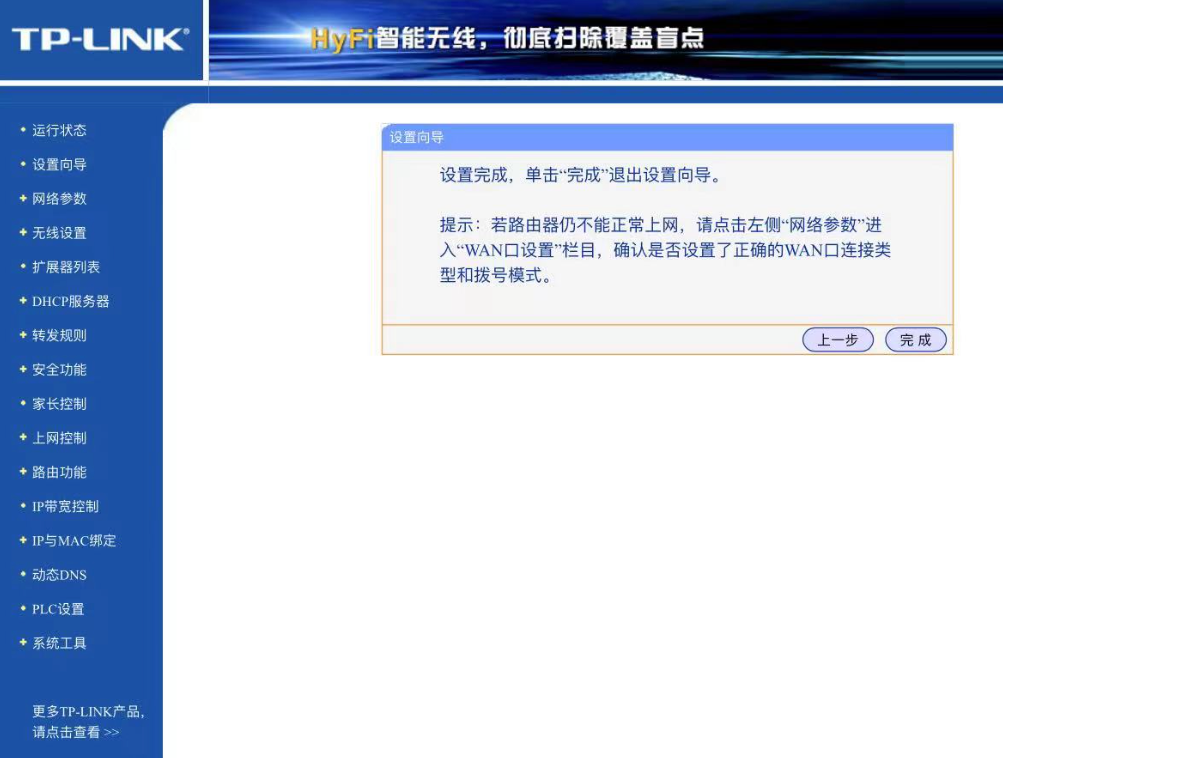 TP-LINK®
HyFi智能无线，彻底扫除覆盖盲点
运行状态
设置向导
网络参数
无线设置
扩展器列表
DHCP服务器
转发规则
安全功能
家长控制
上网控制
路由功能
IP带宽控制
IP与MAC绑定
动态DNS
PLC设置
系统工具
更多TP-LINK产品，
请点击查看 >>
设置向导
设置完成，单击“完成”退出设置向导。
提示：若路由器仍不能正常上网，请点击左侧“网络参数”进
入“WAN口设置”栏目，确认是否设置了正确的WAN口连接类
型和拨号模式。
上一步
完 成